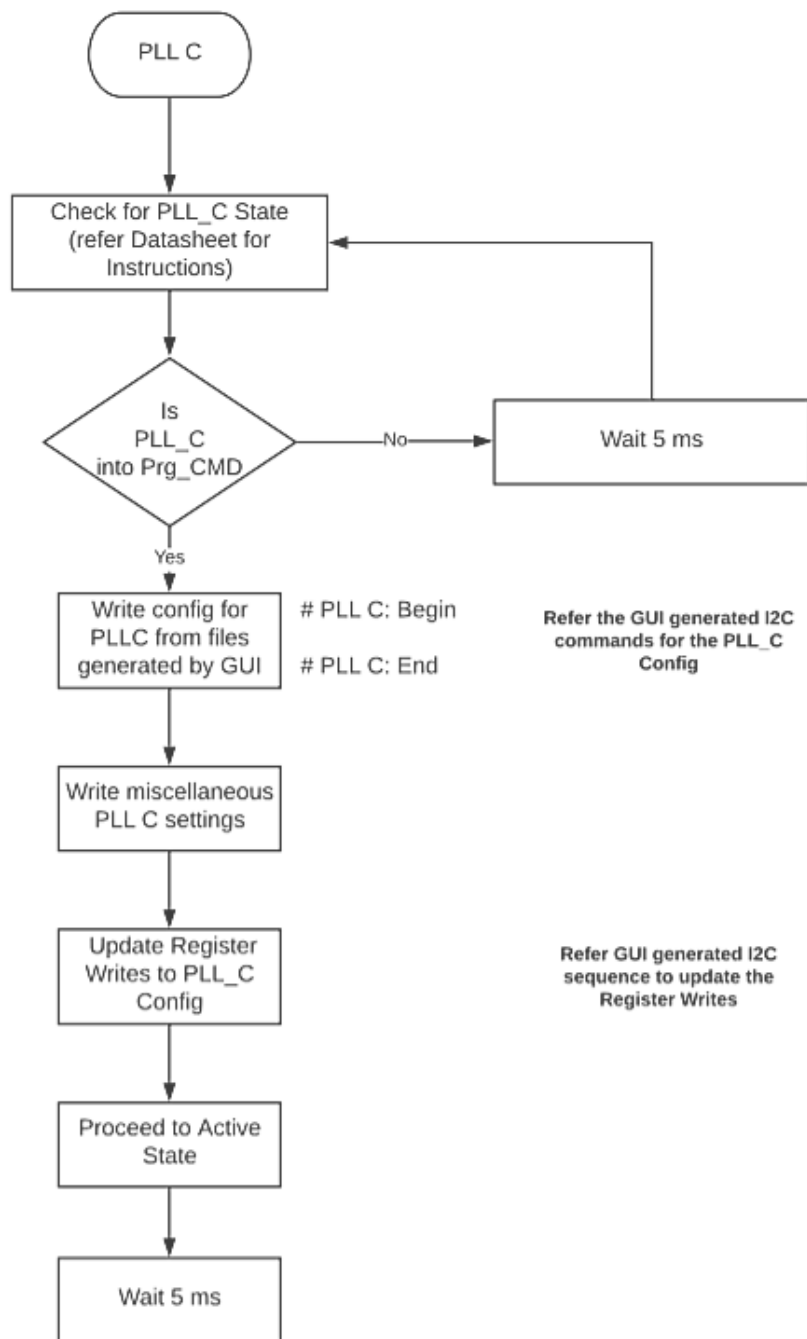 PLL C
Check for PLL_C State
(refer Datasheet for
Instructions)
Is
PLL_C
into Prg_CMD
No
Wait 5 ms
Yes
Write config for
PLLC from files
generated by GUI
# PLL C: Begin
# PLL C: End
Refer the GUI generated I2C
commands for the PLL_C
Config
Write miscellaneous
PLL C settings
Update Register
Writes to PLL_C
Config
Refer GUI generated I2C
sequence to update the
Register Writes
Proceed to Active
State
Wait 5 ms